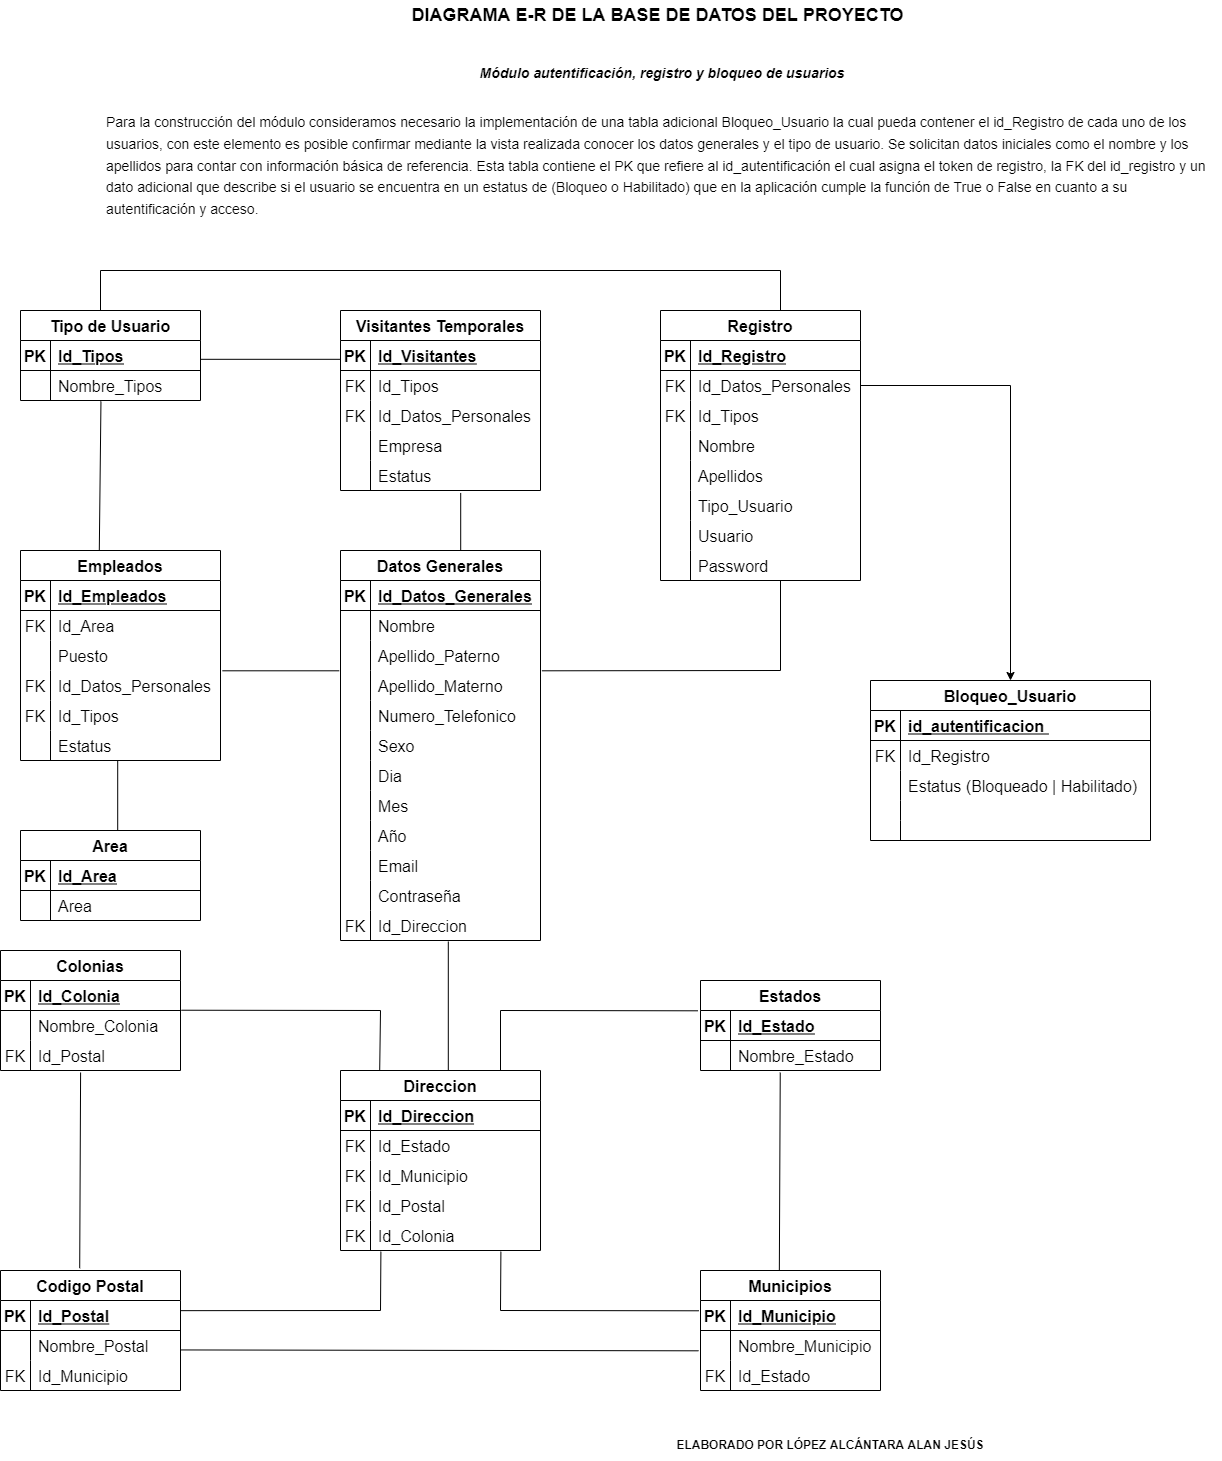 DIAGRAMA E-R DE LA BASE DE DATOS DEL PROYECTO
Módulo autentificación, registro y bloqueo de usuarios
Para la construcción del módulo consideramos necesario la implementación de una tabla adicional Bloqueo_Usuario la cual pueda contener el id_Registro de cada uno de los
usuarios, con este elemento es posible confirmar mediante la vista realizada conocer los datos generales y el tipo de usuario. Se solicitan datos iniciales como el nombre y los
apellidos para contar con información básica de referencia. Esta tabla contiene el PK que refiere al id_autentificación el cual asigna el token de registro, la FK del id_registro y un
dato adicional que describe si el usuario se encuentra en un estatus de (Bloqueo o Habilitado) que en la aplicación cumple la función de True o False en cuanto a su
autentificación y acceso.
Tipo de Usuario
PK Id_Tipos
Nombre_Tipos
Visitantes Temporales
PK Id_Visitantes
FK Id_Tipos
FK Id_Datos_Personales
Empresa
Estatus
Registro
PK Id_Registro
FK Id_Datos_Personales
FK Id_Tipos
Nombre
Apellidos
Tipo_Usuario
Usuario
Password
Empleados
PK Id_Empleados
FK Id_Area
Puesto
FK Id_Datos_Personales
FK Id_Tipos
Estatus
Datos Generales
PK Id_Datos_Generales
Nombre
Apellido_Paterno
Apellido_Materno
Numero_Telefonico
Sexo
Dia
Mes
Año
Email
Contraseña
FK Id_Direccion
Bloqueo_Usuario
PK id_autentificacion
FK Id_Registro
Estatus (Bloqueado | Habilitado)
Area
PK Id_Area
Area
Colonias
PK Id_Colonia
Nombre_Colonia
FK Id_Postal
Estados
PK Id_Estado
Nombre_Estado
Direccion
PK Id_Direccion
FK Id_Estado
FK Id_Municipio
FK Id_Postal
FK Id_Colonia
Codigo Postal
PK Id_Postal
Nombre_Postal
FK Id_Municipio
Municipios
PK Id_Municipio
Nombre_Municipio
FK Id_Estado
ELABORADO POR LÓPEZ ALCÁNTARA ALAN JESÚS